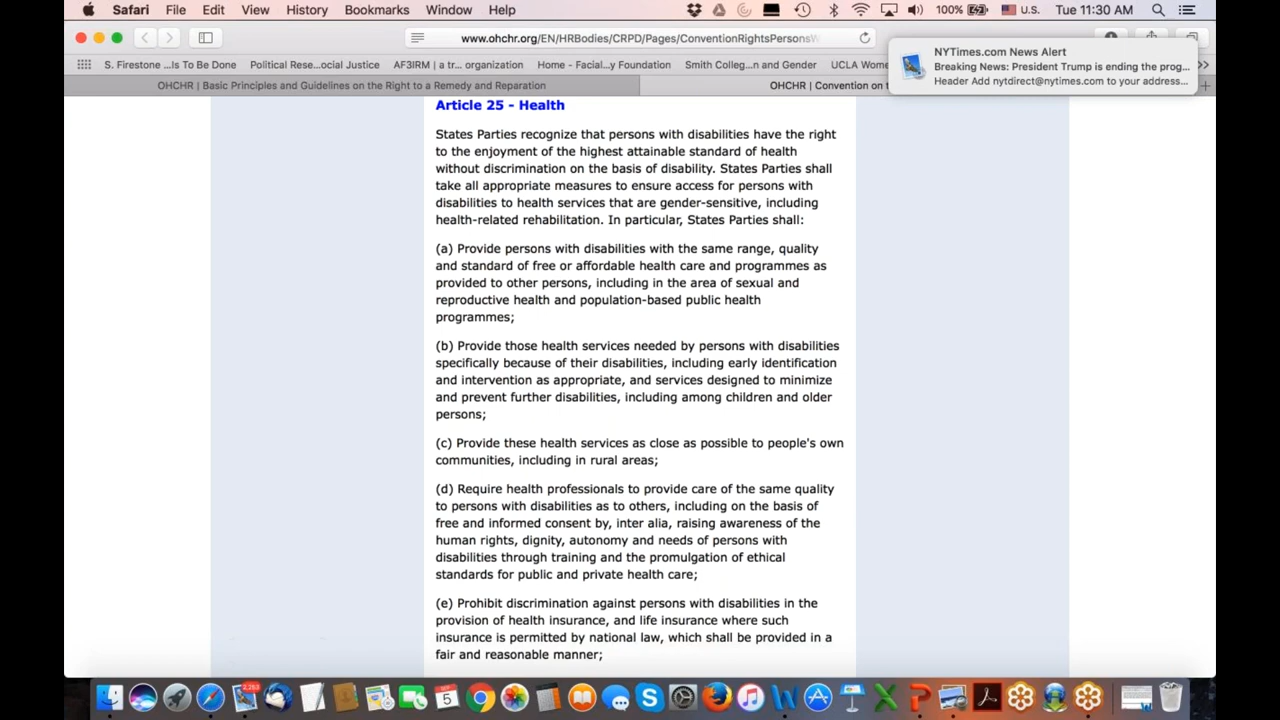 Safari File Edit View History Bookmarks Window Help 100% U.S. Tue 11:30 AM
www.ohchr.org/EN/HRBodies/CRPD/Pages/ConventionRightsPersons
NYTimes.com News Alert
Breaking News: President Trump is ending the prog...
Header Add nytdirect@nytimes.com to your address...
S. Firestone ...Is To Be Done Political Rese...ocial Justice AF3IRM | a tr... organization Home - Facial...y Foundation Smith Colleg...n and Gender UCLA Wome
OHCHR | Basic Principles and Guidelines on the Right to a Remedy and Reparation OHCHR | Convention on t
Article 25 - Health
States Parties recognize that persons with disabilities have the right
to the enjoyment of the highest attainable standard of health
without discrimination on the basis of disability. States Parties shall
take all appropriate measures to ensure access for persons with
disabilities to health services that are gender-sensitive, including
health-related rehabilitation. In particular, States Parties shall:
(a) Provide persons with disabilities with the same range, quality
and standard of free or affordable health care and programmes as
provided to other persons, including in the area of sexual and
reproductive health and population-based public health
programmes;
(b) Provide those health services needed by persons with disabilities
specifically because of their disabilities, including early identification
and intervention as appropriate, and services designed to minimize
and prevent further disabilities, including among children and older
persons;
(c) Provide these health services as close as possible to people's own
communities, including in rural areas;
(d) Require health professionals to provide care of the same quality
to persons with disabilities as to others, including on the basis of
free and informed consent by, inter alia, raising awareness of the
human rights, dignity, autonomy and needs of persons with
disabilities through training and the promulgation of ethical
standards for public and private health care;
(e) Prohibit discrimination against persons with disabilities in the
provision of health insurance, and life insurance where such
insurance is permitted by national law, which shall be provided in a
fair and reasonable manner;